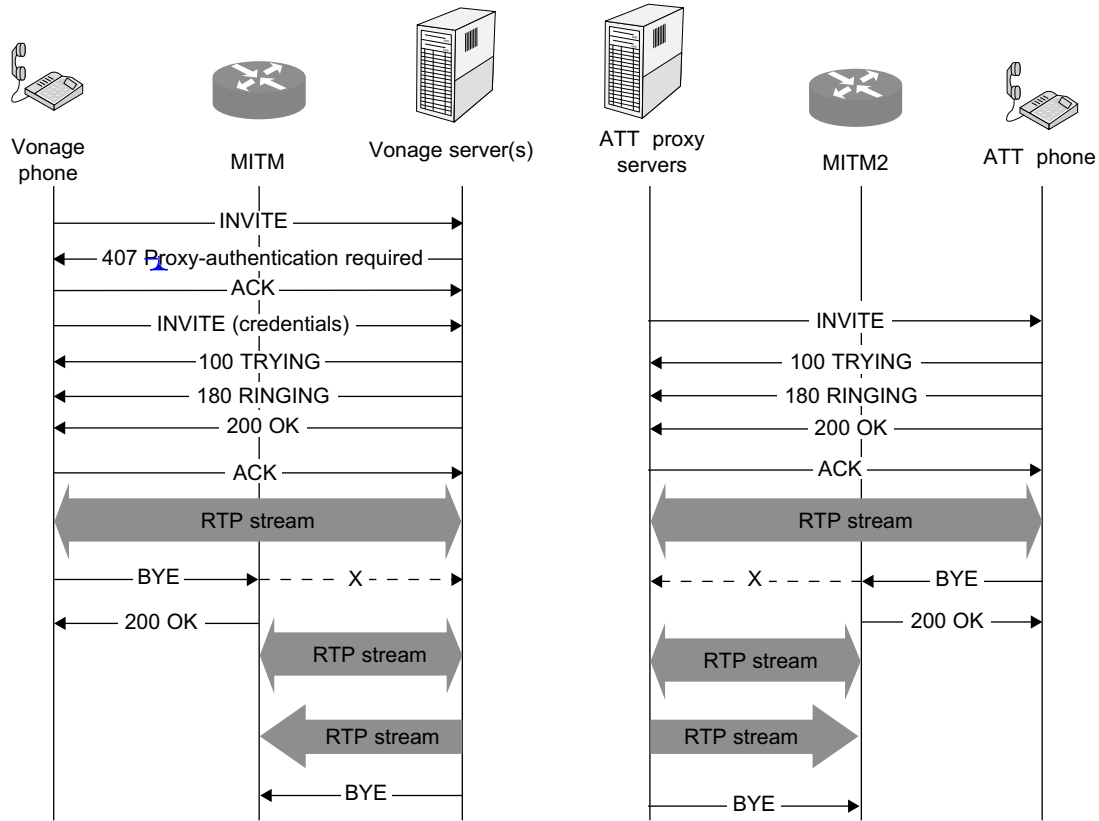 Vonage
phone
MITM
Vonage server(s)
ATT proxy
servers
MITM2
ATT phone
INVITE
407 Proxy-authentication required
ACK
INVITE (credentials)
INVITE
100 TRYING
100 TRYING
180 RINGING
180 RINGING
200 OK
200 OK
ACK
ACK
RTP stream
RTP stream
BYE
X
X
BYE
200 OK
200 OK
RTP stream
RTP stream
RTP stream
RTP stream
BYE
BYE